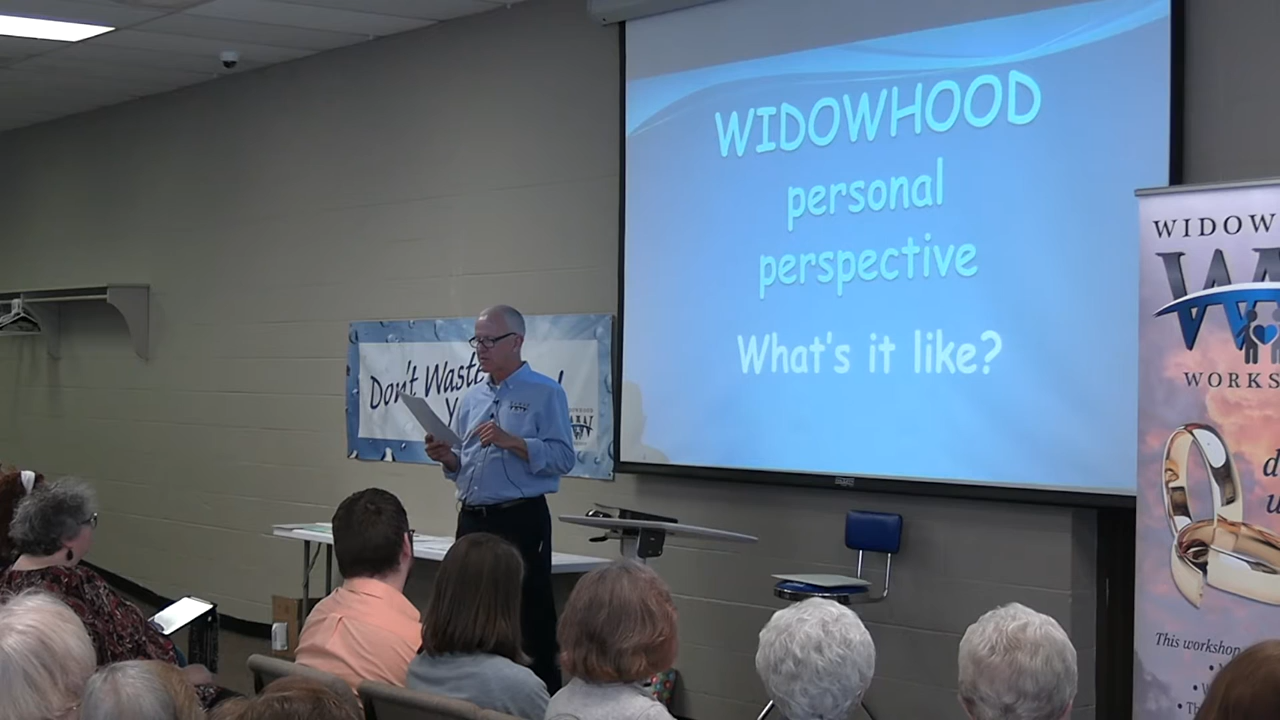 WIDOWHOOD
personal
perspective
What's it like?
Don't Waste
WIDOW
WORKS
This workshop